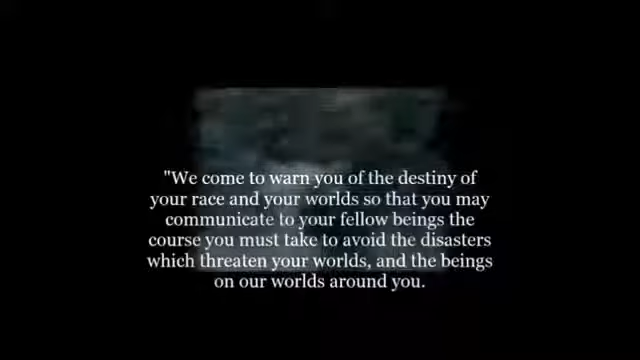 "We come to warn you of the destiny of
your race and your worlds so that you may
communicate to your fellow beings the
course you must take to avoid the disasters
which threaten your worlds, and the beings
on our worlds around you.